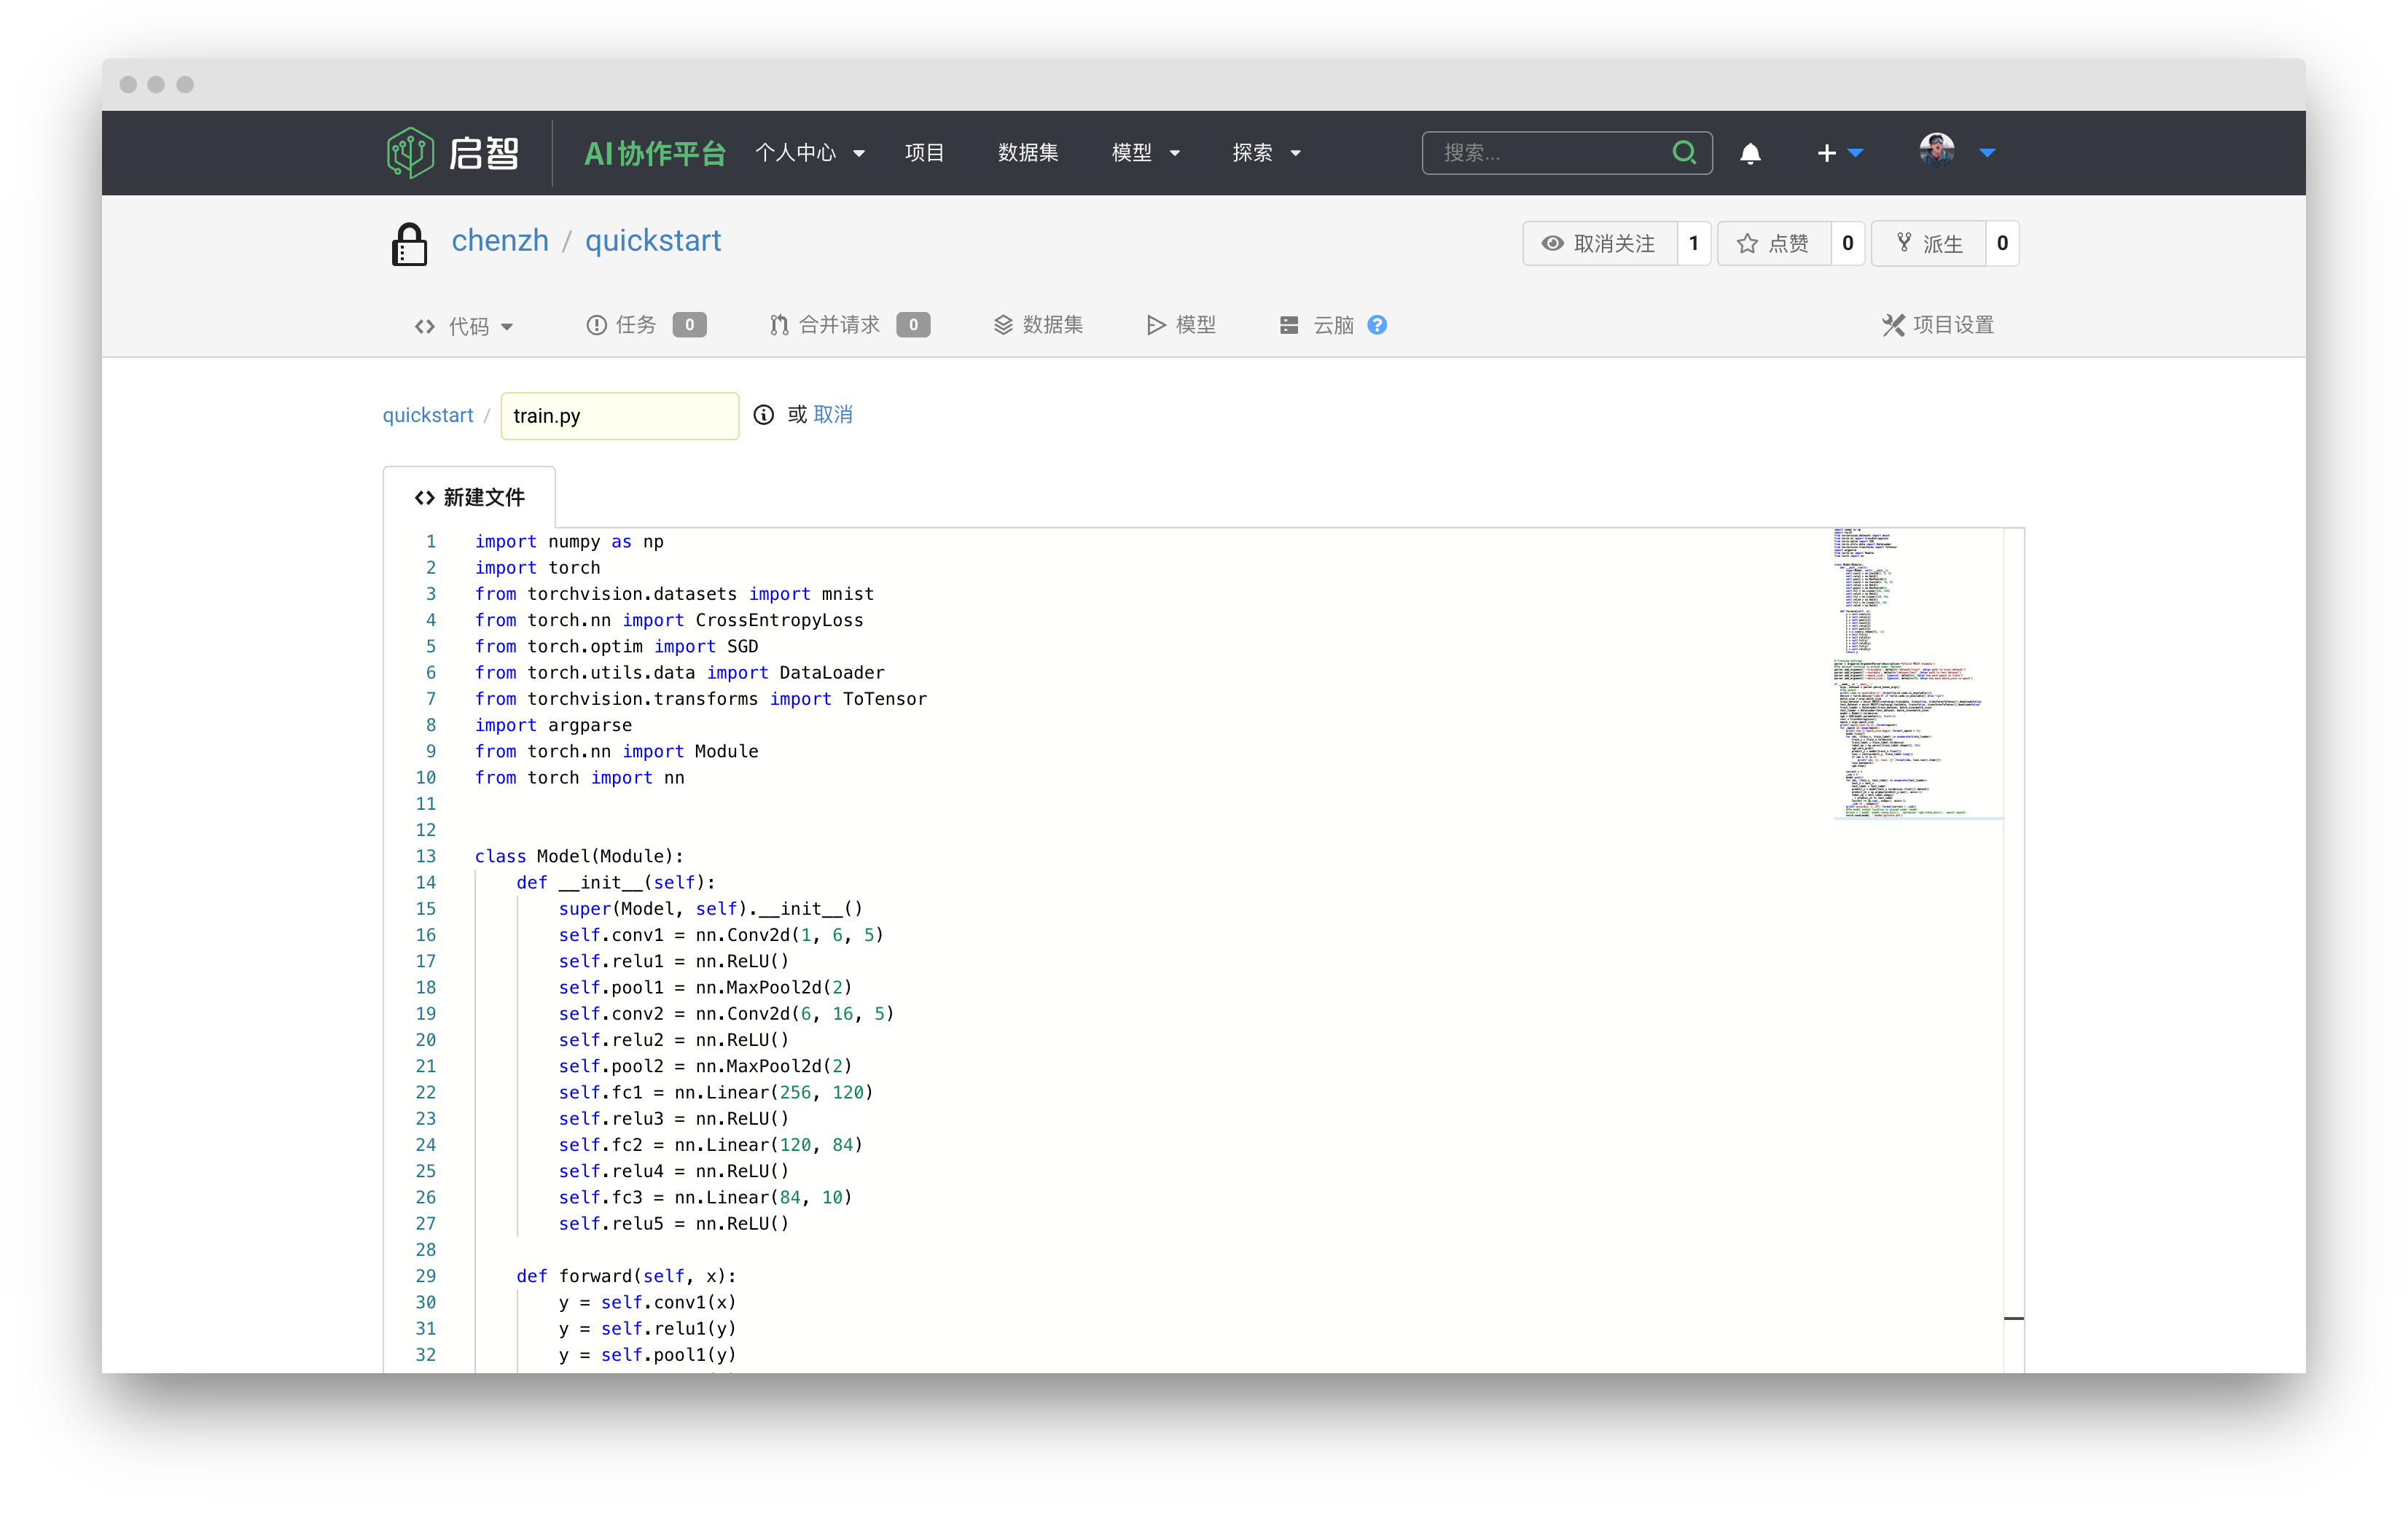 启智 AI协作平台 个人中心 项目 数据集 模型 探索 搜索...
chenzh / quickstart 取消关注 1 点赞 0 派生 0
代码 任务 0 合并请求 0 数据集 模型 云脑 ? 项目设置
quickstart / train.py 或 取消
<> 新建文件
1 import numpy as np
2 import torch
3 from torchvision.datasets import mnist
4 from torch.nn import CrossEntropyLoss
5 from torch.optim import SGD
6 from torch.utils.data import DataLoader
7 from torchvision.transforms import ToTensor
8 import argparse
9 from torch.nn import Module
10 from torch import nn
11
12
13 class Model(Module):
14     def __init__(self):
15         super(Model, self).__init__()
16         self.conv1 = nn.Conv2d(1, 6, 5)
17         self.relu1 = nn.ReLU()
18         self.pool1 = nn.MaxPool2d(2)
19         self.conv2 = nn.Conv2d(6, 16, 5)
20         self.relu2 = nn.ReLU()
21         self.pool2 = nn.MaxPool2d(2)
22         self.fc1 = nn.Linear(256, 120)
23         self.relu3 = nn.ReLU()
24         self.fc2 = nn.Linear(120, 84)
25         self.relu4 = nn.ReLU()
26         self.fc3 = nn.Linear(84, 10)
27         self.relu5 = nn.ReLU()
28
29     def forward(self, x):
30         y = self.conv1(x)
31         y = self.relu1(y)
32         y = self.pool1(y)